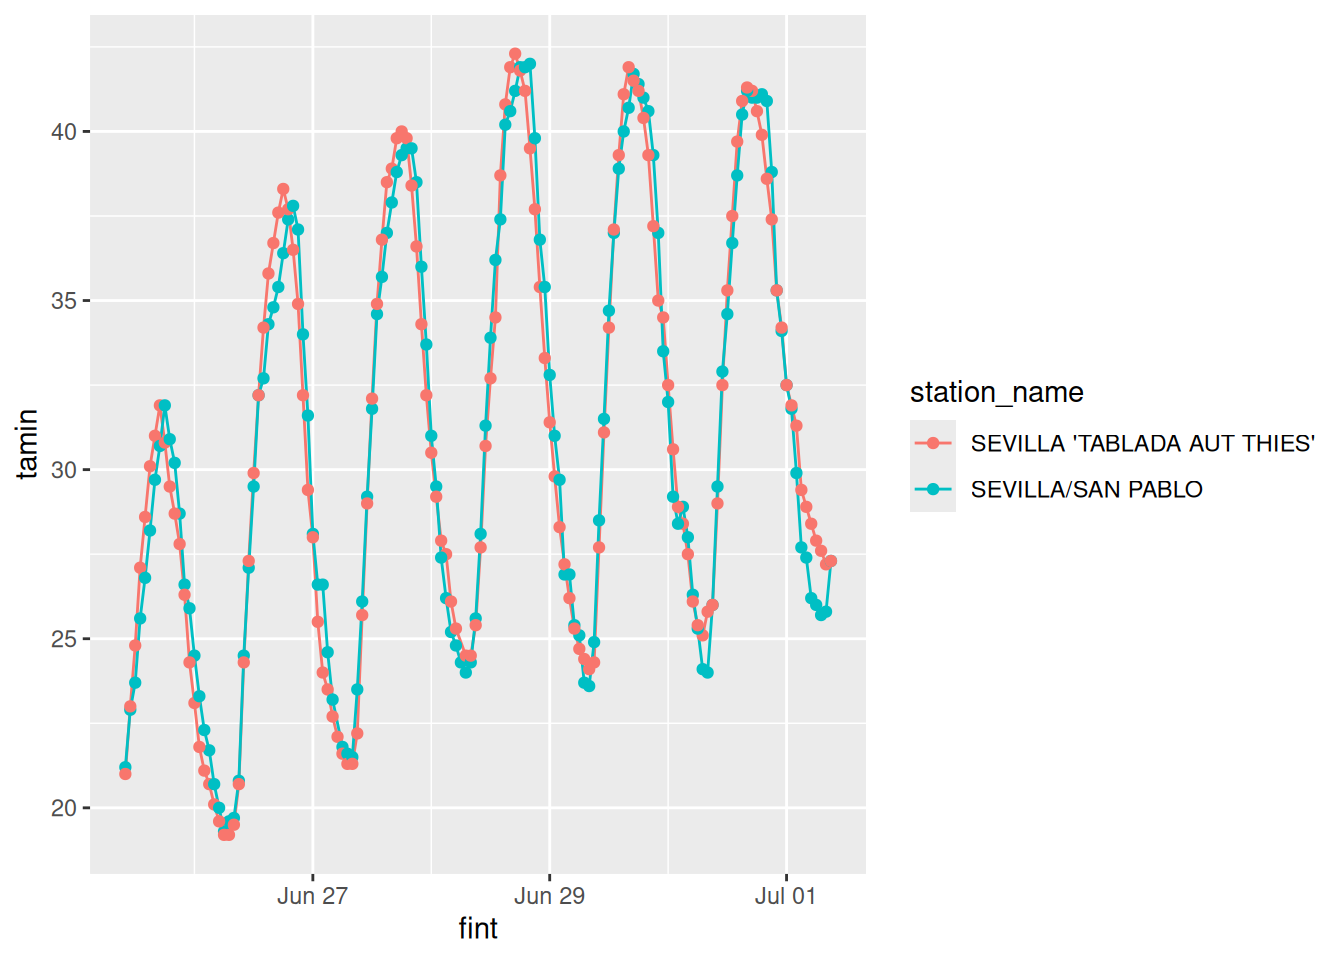 40
35
30
25
20
tamin
Jun 27
Jun 29
Jul 01
fint
station_name
SEVILLA 'TABLADA AUT THIES'
SEVILLA/SAN PABLO